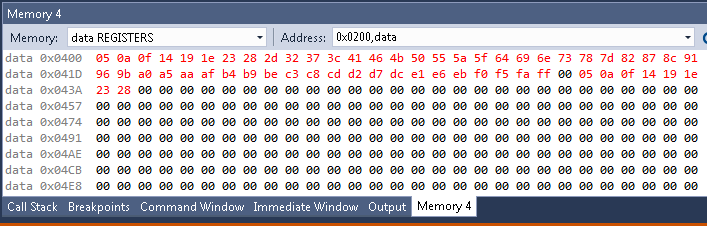 Memory 4
Memory: data REGISTERS Address: 0x0200,data
data 0x0400 05 0a 0f 14 19 1e 23 28 2d 32 37 3c 41 46 4b 50 55 5a 5f 64 69 6e 73 78 7d 82 87 8c 91
data 0x041D 96 9b a0 a5 aa af b4 b9 be c3 c8 cd d2 d7 dc e1 e6 eb f0 f5 fa ff 00 05 0a 0f 14 19 1e
data 0x043A 23 28 00 00 00 00 00 00 00 00 00 00 00 00 00 00 00 00 00 00 00 00 00 00 00 00 00 00 00
data 0x0457 00 00 00 00 00 00 00 00 00 00 00 00 00 00 00 00 00 00 00 00 00 00 00 00 00 00 00 00 00
data 0x0474 00 00 00 00 00 00 00 00 00 00 00 00 00 00 00 00 00 00 00 00 00 00 00 00 00 00 00 00 00
data 0x0491 00 00 00 00 00 00 00 00 00 00 00 00 00 00 00 00 00 00 00 00 00 00 00 00 00 00 00 00 00
data 0x04AE 00 00 00 00 00 00 00 00 00 00 00 00 00 00 00 00 00 00 00 00 00 00 00 00 00 00 00 00 00
data 0x04CB 00 00 00 00 00 00 00 00 00 00 00 00 00 00 00 00 00 00 00 00 00 00 00 00 00 00 00 00 00
data 0x04E8 00 00 00 00 00 00 00 00 00 00 00 00 00 00 00 00 00 00 00 00 00 00 00 00 00 00 00 00 00
Call Stack Breakpoints Command Window Immediate Window Output Memory 4